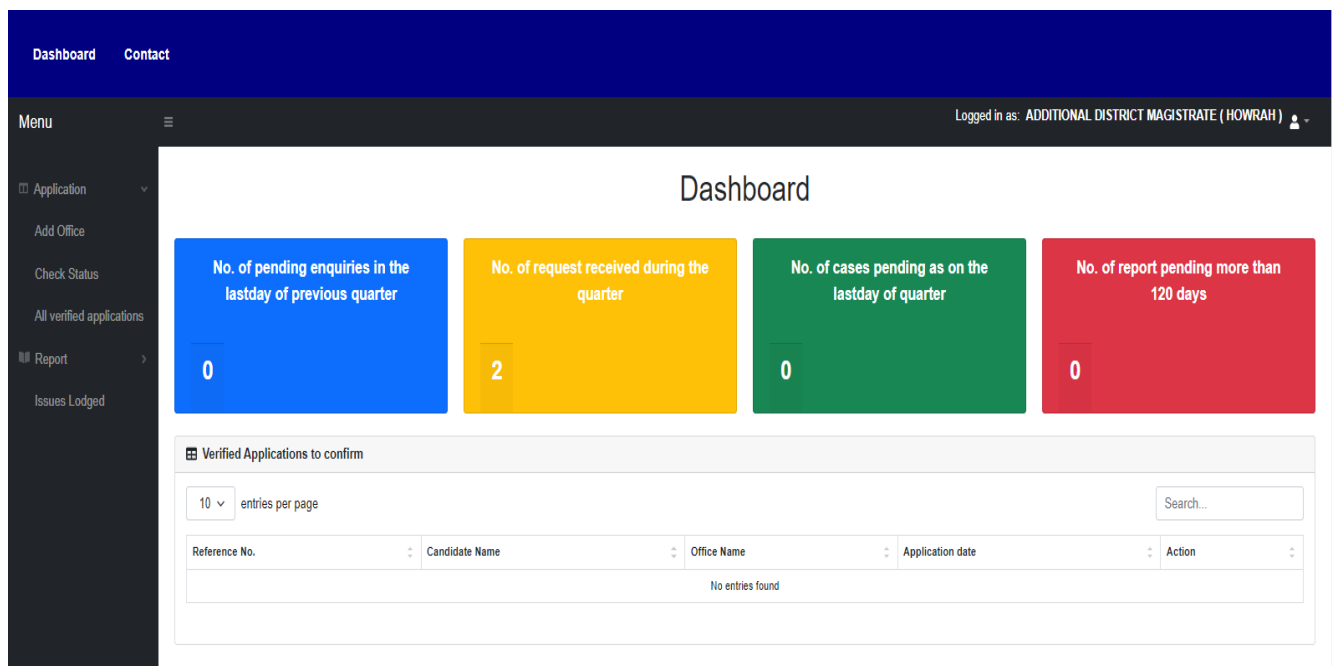 Dashboard Contact
Menu
Logged in as: ADDITIONAL DISTRICT MAGISTRATE ( HOWRAH )
Application
Add Office
Check Status
All verified applications
Report
Issues Lodged
Dashboard
No. of pending enquiries in the
lastday of previous quarter
0
No. of request received during the
quarter
2
No. of cases pending as on the
lastday of quarter
0
No. of report pending more than
120 days
0
Verified Applications to confirm
10 entries per page
Search...
Reference No. Candidate Name Office Name Application date Action
No entries found